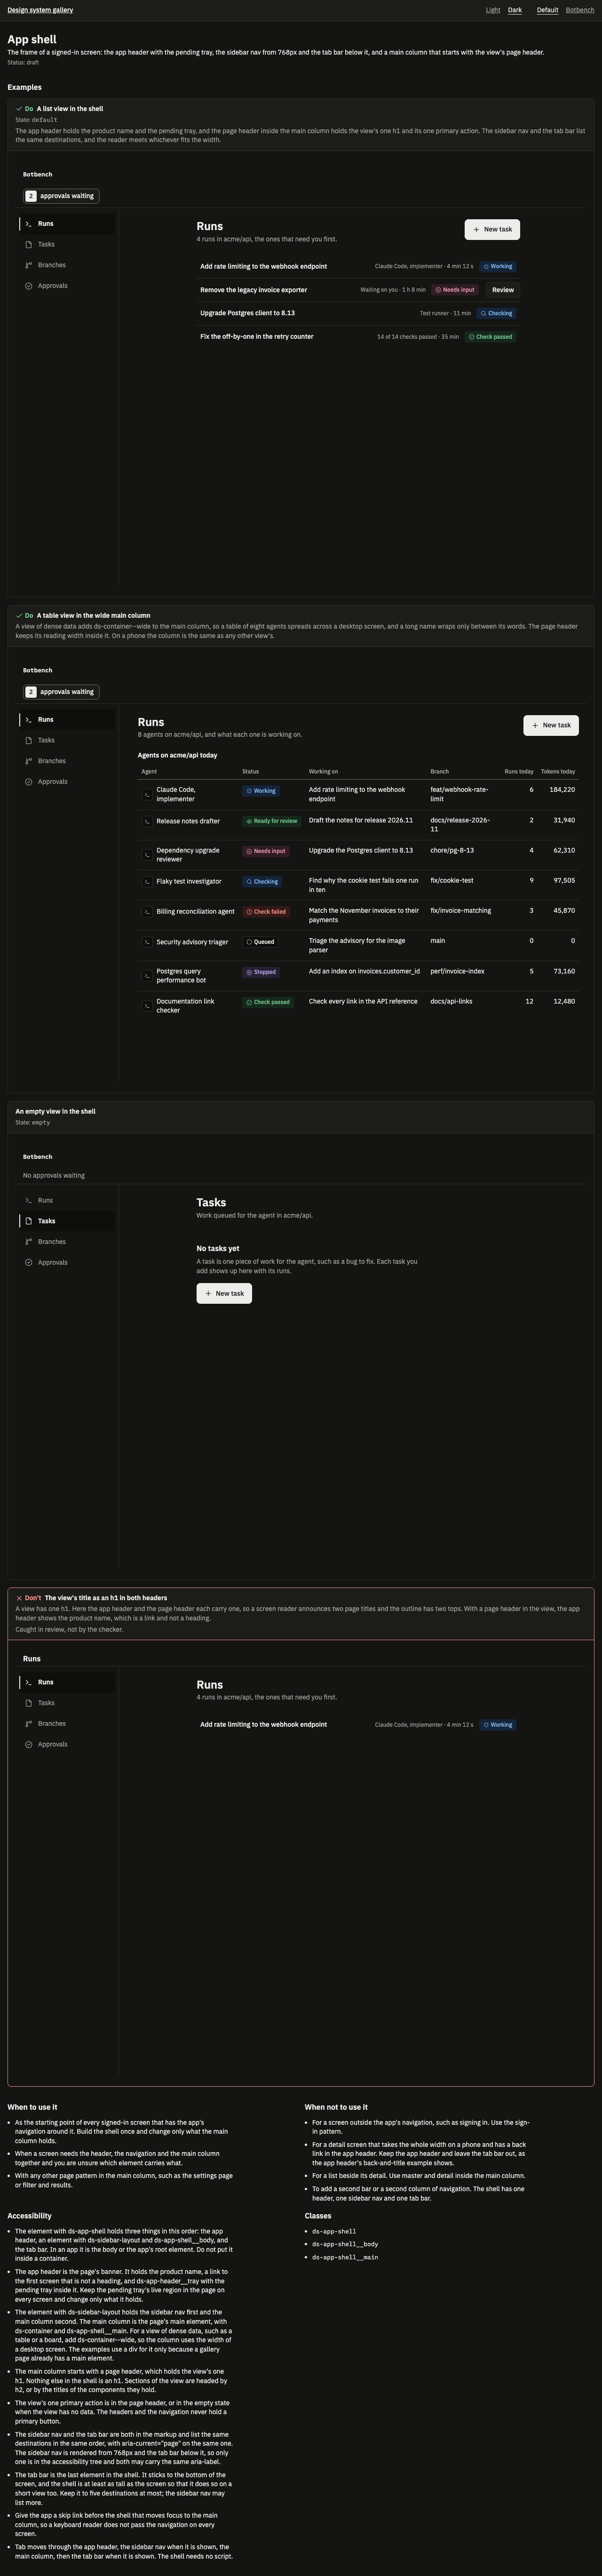 Design system gallery
Light Dark Default Botbench
App shell
The frame of a signed-in screen: the app header with the pending tray, the sidebar nav from 768px and the tab bar below it, and a main column that starts with the view's page header.
Status: draft
Examples
Do A list view in the shell
State: default
The app header holds the product name and the pending tray, and the page header inside the main column holds the view's one h1 and its one primary action. The sidebar nav and the tab bar list
the same destinations, and the reader meets whichever fits the width.
Botbench
2 approvals waiting
Runs
Tasks
Branches
Approvals
Runs
4 runs in acme/api, the ones that need you first.
New task
Add rate limiting to the webhook endpoint Claude Code, implementer · 4 min 12 s Working
Remove the legacy invoice exporter Waiting on you · 1 h 8 min Needs input Review
Upgrade Postgres client to 8.13 Test runner · 11 min Checking
Fix the off-by-one in the retry counter 14 of 14 checks passed · 35 min Check passed
Do A table view in the wide main column
A view of dense data adds ds-container--wide to the main column, so a table of eight agents spreads across a desktop screen, and a long name wraps only between its words. The page header
keeps its reading width inside it. On a phone the column is the same as any other view's.
Botbench
2 approvals waiting
Runs
Tasks
Branches
Approvals
Runs
8 agents on acme/api, and what each one is working on.
New task
Agents on acme/api today
Agent Status Working on Branch Runs today Tokens today
Claude Code, implementer Working Add rate limiting to the webhook endpoint feat/webhook-rate-limit 6 184,220
Release notes drafter Ready for review Draft the notes for release 2026.11 docs/release-2026-11 2 31,940
Dependency upgrade reviewer Needs input Upgrade the Postgres client to 8.13 chore/pg-8-13 4 62,310
Flaky test investigator Checking Find why the cookie test fails one run in ten fix/cookie-test 9 97,505
Billing reconciliation agent Check failed Match the November invoices to their payments fix/invoice-matching 3 45,870
Security advisory triager Queued Triage the advisory for the image parser main 0 0
Postgres query performance bot Stopped Add an index on invoices.customer_id perf/invoice-index 5 73,160
Documentation link checker Check passed Check every link in the API reference docs/api-links 12 12,480
An empty view in the shell
State: empty
Botbench
No approvals waiting
Runs
Tasks
Branches
Approvals
Tasks
Work queued for the agent in acme/api.
No tasks yet
A task is one piece of work for the agent, such as a bug to fix. Each task you
add shows up here with its runs.
New task
Don't The view's title as an h1 in both headers
A view has one h1. Here the app header and the page header each carry one, so a screen reader announces two page titles and the outline has two tops. With a page header in the view, the app
header shows the product name, which is a link and not a heading.
Caught in review, not by the checker.
Runs
Runs
Tasks
Branches
Approvals
Runs
4 runs in acme/api, the ones that need you first.
Add rate limiting to the webhook endpoint Claude Code, implementer · 4 min 12 s Working
When to use it
As the starting point of every signed-in screen that has the app's
navigation around it. Build the shell once and change only what the main
column holds.
When a screen needs the header, the navigation and the main column
together and you are unsure which element carries what.
With any other page pattern in the main column, such as the settings page
or filter and results.
When not to use it
For a screen outside the app's navigation, such as signing in. Use the sign-
in pattern.
For a detail screen that takes the whole width on a phone and has a back
link in the app header. Keep the app header and leave the tab bar out, as
the app header's back-and-title example shows.
For a list beside its detail. Use master and detail inside the main column.
To add a second bar or a second column of navigation. The shell has one
header, one sidebar nav and one tab bar.
Accessibility
The element with ds-app-shell holds three things in this order: the app
header, an element with ds-sidebar-layout and ds-app-shell__body, and
the tab bar. In an app it is the body or the app's root element. Do not put it
inside a container.
The app header is the page's banner. It holds the product name, a link to
the first screen that is not a heading, and ds-app-header__tray with the
pending tray inside it. Keep the pending tray's live region in the page on
every screen and change only what it holds.
The element with ds-sidebar-layout holds the sidebar nav first and the
main column second. The main column is the page's main element, with
ds-container and ds-app-shell__main. For a view of dense data, such as a
table or a board, add ds-container--wide, so the column uses the width of
a desktop screen. The examples use a div for it only because a gallery
page already has a main element.
The main column starts with a page header, which holds the view's one
h1. Nothing else in the shell is an h1. Sections of the view are headed by
h2, or by the titles of the components they hold.
The view's one primary action is in the page header, or in the empty state
when the view has no data. The headers and the navigation never hold a
primary button.
The sidebar nav and the tab bar are both in the markup and list the same
destinations in the same order, with aria-current="page" on the same one.
The sidebar nav is rendered from 768px and the tab bar below it, so only
one is in the accessibility tree and both may carry the same aria-label.
The tab bar is the last element in the shell. It sticks to the bottom of the
screen, and the shell is at least as tall as the screen so that it does so on a
short view too. Keep it to five destinations at most; the sidebar nav may
list more.
Give the app a skip link before the shell that moves focus to the main
column, so a keyboard reader does not pass the navigation on every
screen.
Tab moves through the app header, the sidebar nav when it is shown, the
main column, then the tab bar when it is shown. The shell needs no script.
Classes
ds-app-shell
ds-app-shell__body
ds-app-shell__main